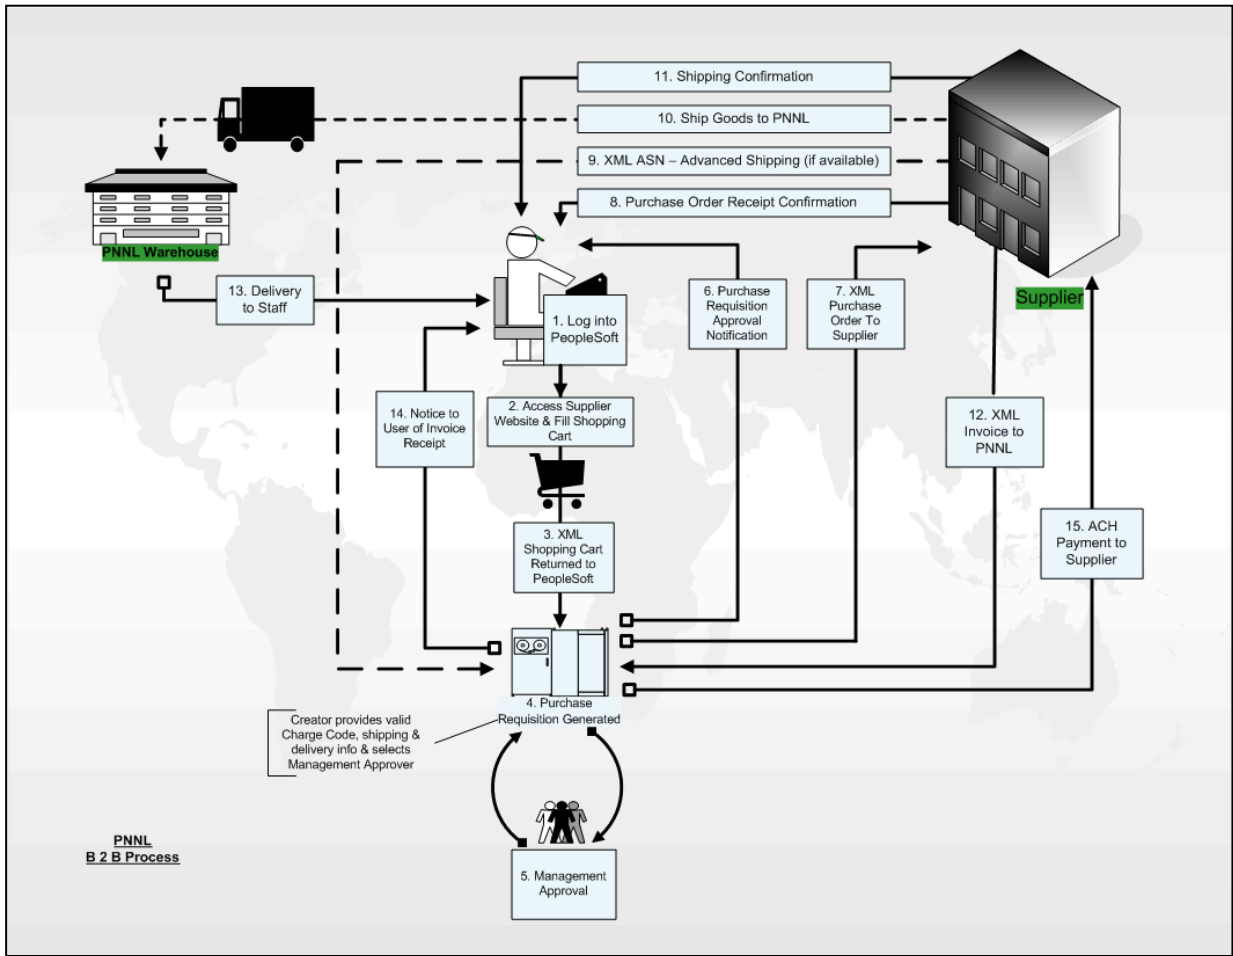 11. Shipping Confirmation
10. Ship Goods to PNNL
9. XML ASN – Advanced Shipping (if available)
8. Purchase Order Receipt Confirmation
PNNL Warehouse
13. Delivery
to Staff
1. Log into
PeopleSoft
6. Purchase
Requisition
Approval
Notification
7. XML
Purchase
Order To
Supplier
Supplier
14. Notice to
User of Invoice
Receipt
2. Access Supplier
Website & Fill Shopping
Cart
12. XML
Invoice to
PNNL
3. XML
Shopping Cart
Returned to
PeopleSoft
15. ACH
Payment to
Supplier
4. Purchase
Requisition Generated
Creator provides valid
Charge Code, shipping &
delivery info & selects
Management Approver
5. Management
Approval
PNNL
B 2 B Process